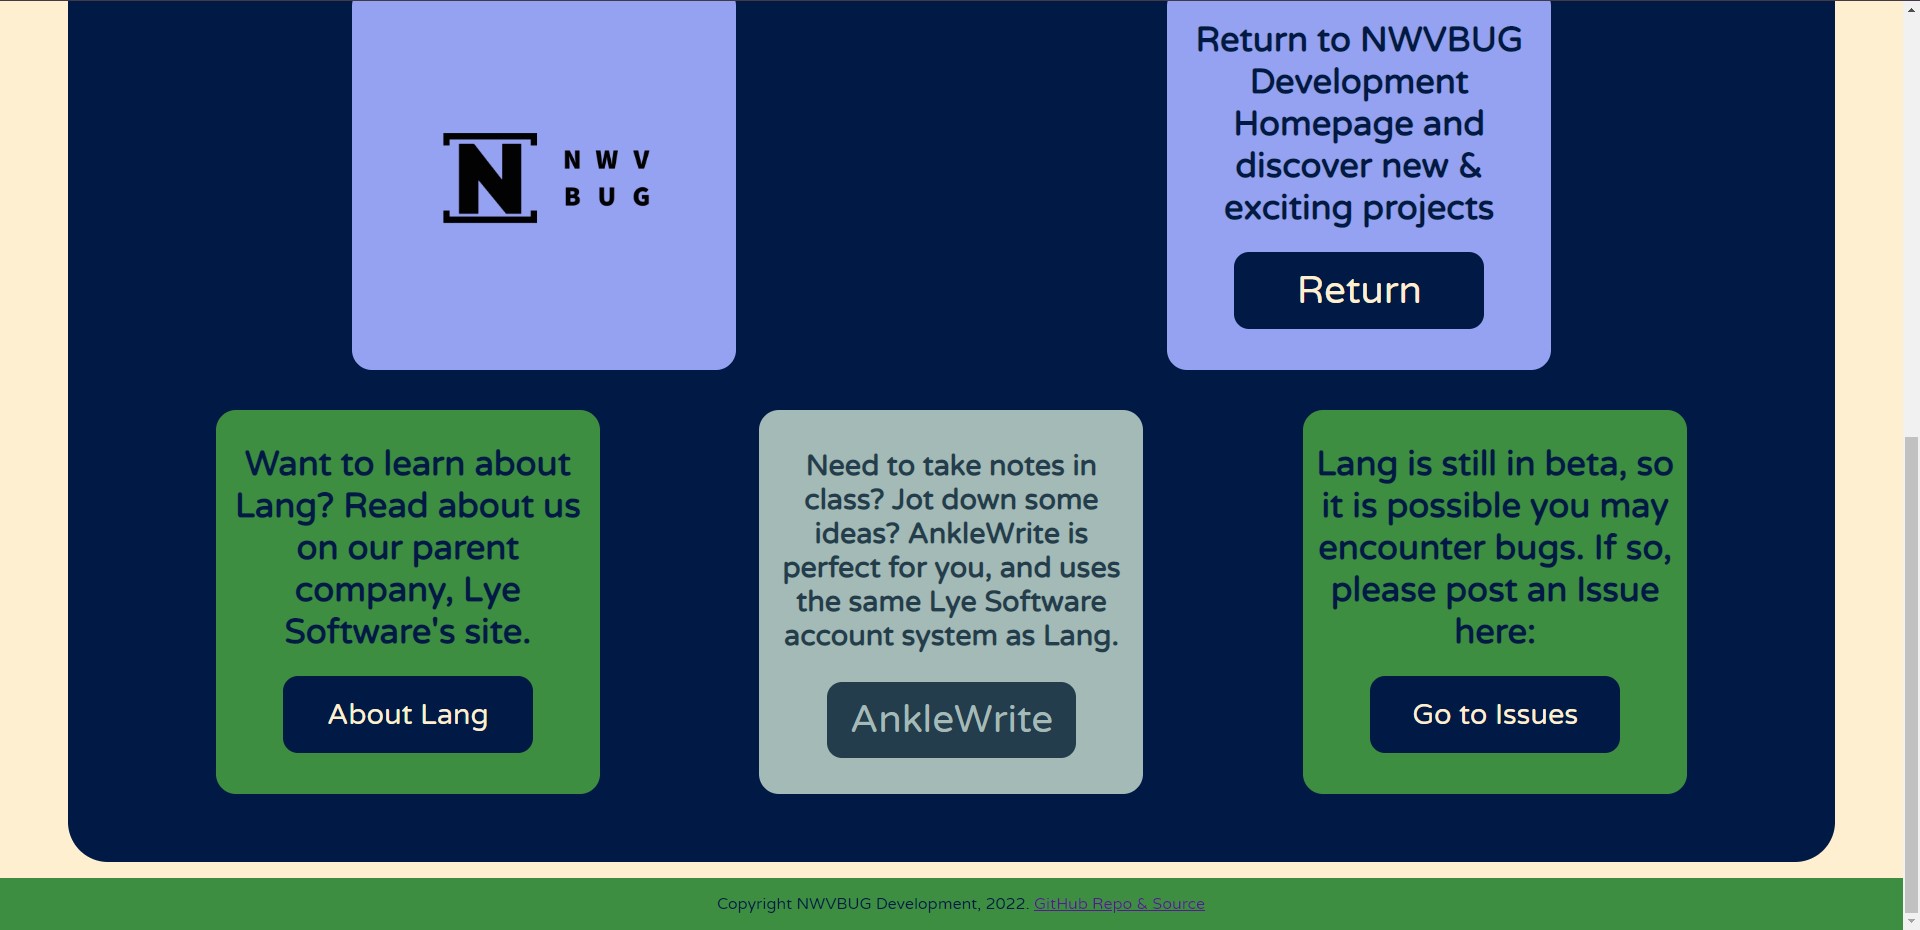 N
N W V
B U G
Return to NWVBUG
Development
Homepage and
discover new &
exciting projects
Return
Want to learn about
Lang? Read about us
on our parent
company, Lye
Software's site.
About Lang
Need to take notes in
class? Jot down some
ideas? AnkleWrite is
perfect for you, and uses
the same Lye Software
account system as Lang.
AnkleWrite
Lang is still in beta, so
it is possible you may
encounter bugs. If so,
please post an Issue
here:
Go to Issues
Copyright NWVBUG Development, 2022. GitHub Repo & Source